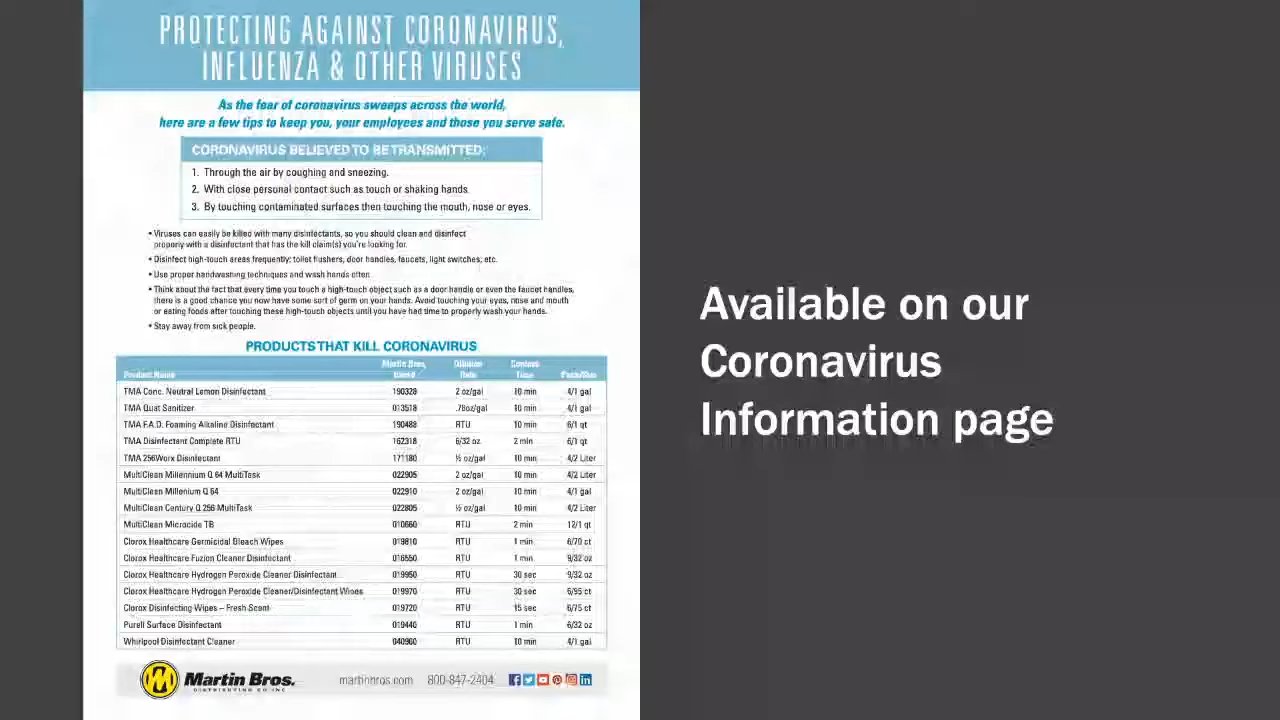 PROTECTING AGAINST CORONAVIRUS,
INFLUENZA & OTHER VIRUSES
As the fear of coronavirus sweeps across the world,
here are a few tips to keep you, your employees and those you serve safe.
CORONAVIRUS BELIEVED TO BE TRANSMITTED:
1. Through the air by coughing and sneezing.
2. With close personal contact such as touch or shaking hands.
3. By touching contaminated surfaces then touching the mouth, nose or eyes.
• Viruses can easily be killed with many disinfectants, so you should clean and disinfect
properly with a disinfectant that has the kill claim(s) you're looking for.
• Disinfect high-touch areas frequently: toilet flushers, door handles, faucets, light switches, etc.
• Use proper handwashing techniques and wash hands often.
• Think about the fact that every time you touch a high-touch object such as a door handle or even the faucet handles,
there is a good chance you now have some sort of germ on your hands. Avoid touching your eyes, nose and mouth
or eating foods after touching these high-touch objects until you have had time to properly wash your hands.
• Stay away from sick people.
PRODUCTS THAT KILL CORONAVIRUS
Martin Bros. Dilution Contact
Product Name Item# Rate Time Pack/Size
TMA Conc. Neutral Lemon Disinfectant 190328 2 oz/gal 10 min 4/1 gal
TMA Quat Sanitizer 013518 .78oz/gal 10 min 4/1 gal
TMA F.A.D. Foaming Alkaline Disinfectant 190488 RTU 10 min 6/1 qt
TMA Disinfectant Complete RTU 162318 6/32 oz 2 min 6/1 qt
TMA 256Worx Disinfectant 171180 ½ oz/gal 10 min 4/2 Liter
MultiClean Millennium Q 64 MultiTask 022905 2 oz/gal 10 min 4/2 Liter
MultiClean Millenium Q 64 022910 2 oz/gal 10 min 4/1 gal
MultiClean Century Q 256 MultiTask 022805 ½ oz/gal 10 min 4/2 Liter
MultiClean Microcide TB 010660 RTU 2 min 12/1 qt
Clorox Healthcare Germicidal Bleach Wipes 019810 RTU 1 min 6/70 ct
Clorox Healthcare Fuzion Cleaner Disinfectant 016550 RTU 1 min 9/32 oz
Clorox Healthcare Hydrogen Peroxide Cleaner Disinfectant 019950 RTU 30 sec 9/32 oz
Clorox Healthcare Hydrogen Peroxide Cleaner/Disinfectant Wipes 019970 RTU 30 sec 6/95 ct
Clorox Disinfecting Wipes – Fresh Scent 019720 RTU 15 sec 6/75 ct
Purell Surface Disinfectant 019440 RTU 1 min 6/32 oz
Whirlpool Disinfectant Cleaner 040960 RTU 10 min 4/1 gal
Martin Bros.
DISTRIBUTING CO INC
martinbros.com 800-847-2404
Available on our
Coronavirus
Information page